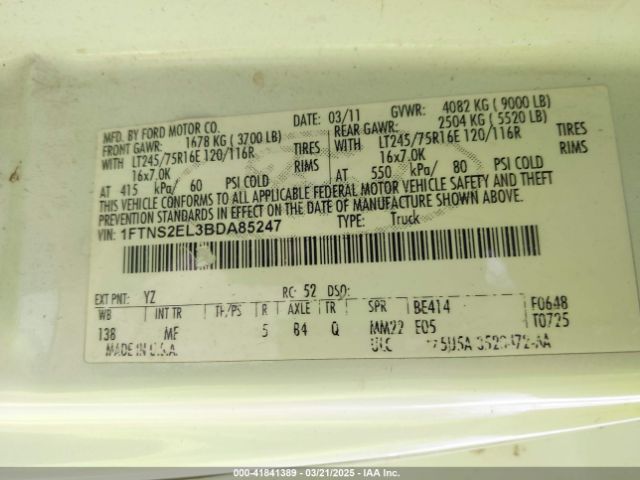 MFD. BY FORD MOTOR CO. DATE: 03/11 GVWR: 4082 KG ( 9000 LB)
FRONT GAWR: 1678 KG ( 3700 LB) REAR GAWR: 2504 KG ( 5520 LB)
WITH LT245/75R16E 120/116R TIRES WITH LT245/75R16E 120/116R TIRES
16x7.0K RIMS 16x7.0K RIMS
AT 415 kPa/ 60 PSI COLD AT 550 kPa/ 80 PSI COLD
THIS VEHICLE CONFORMS TO ALL APPLICABLE FEDERAL MOTOR VEHICLE SAFETY AND THEFT
PREVENTION STANDARDS IN EFFECT ON THE DATE OF MANUFACTURE SHOWN ABOVE.
VIN: 1FTNS2EL3BDA85247 TYPE: Truck
EXT PNT: YZ RC: 52 DSO:
WB INT TR TP/PS R AXLE TR SPR BE414 F0648
138 MF 5 B4 Q E05 T0725
MADE IN U.S.A.
000-41841389 - 03/21/2025 - IAA Inc.